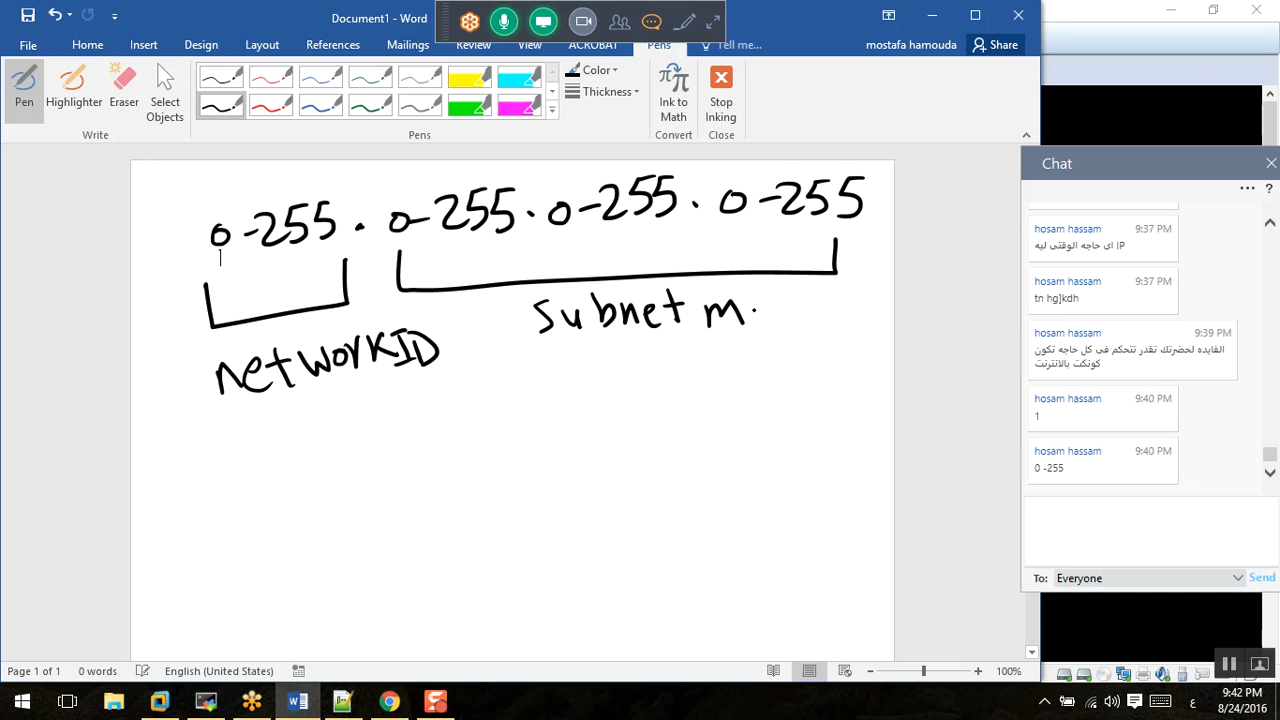 Document1 - Word
File Home Insert Design Layout References Mailings Review View ACROBAT Pens Tell me... mostafa hamouda Share
Pen Highlighter Eraser Select Objects
Color
Thickness
Ink to Math
Stop Inking
Write Pens Convert Close
0-255 . 0-255 . 0-255 . 0-255
subnet m.
networkID
Chat
hosam hassam 9:37 PM
اى حاجه الوقتى ليه IP
hosam hassam 9:37 PM
tn hg]kdh
hosam hassam 9:39 PM
الفايده لحضرتك تقدر تتحكم فى كل حاجه تكون
كونكت بالانترنت
hosam hassam 9:40 PM
1
hosam hassam 9:40 PM
0 -255
To: Everyone Send
Page 1 of 1 0 words English (United States) 100%
9:42 PM
8/24/2016